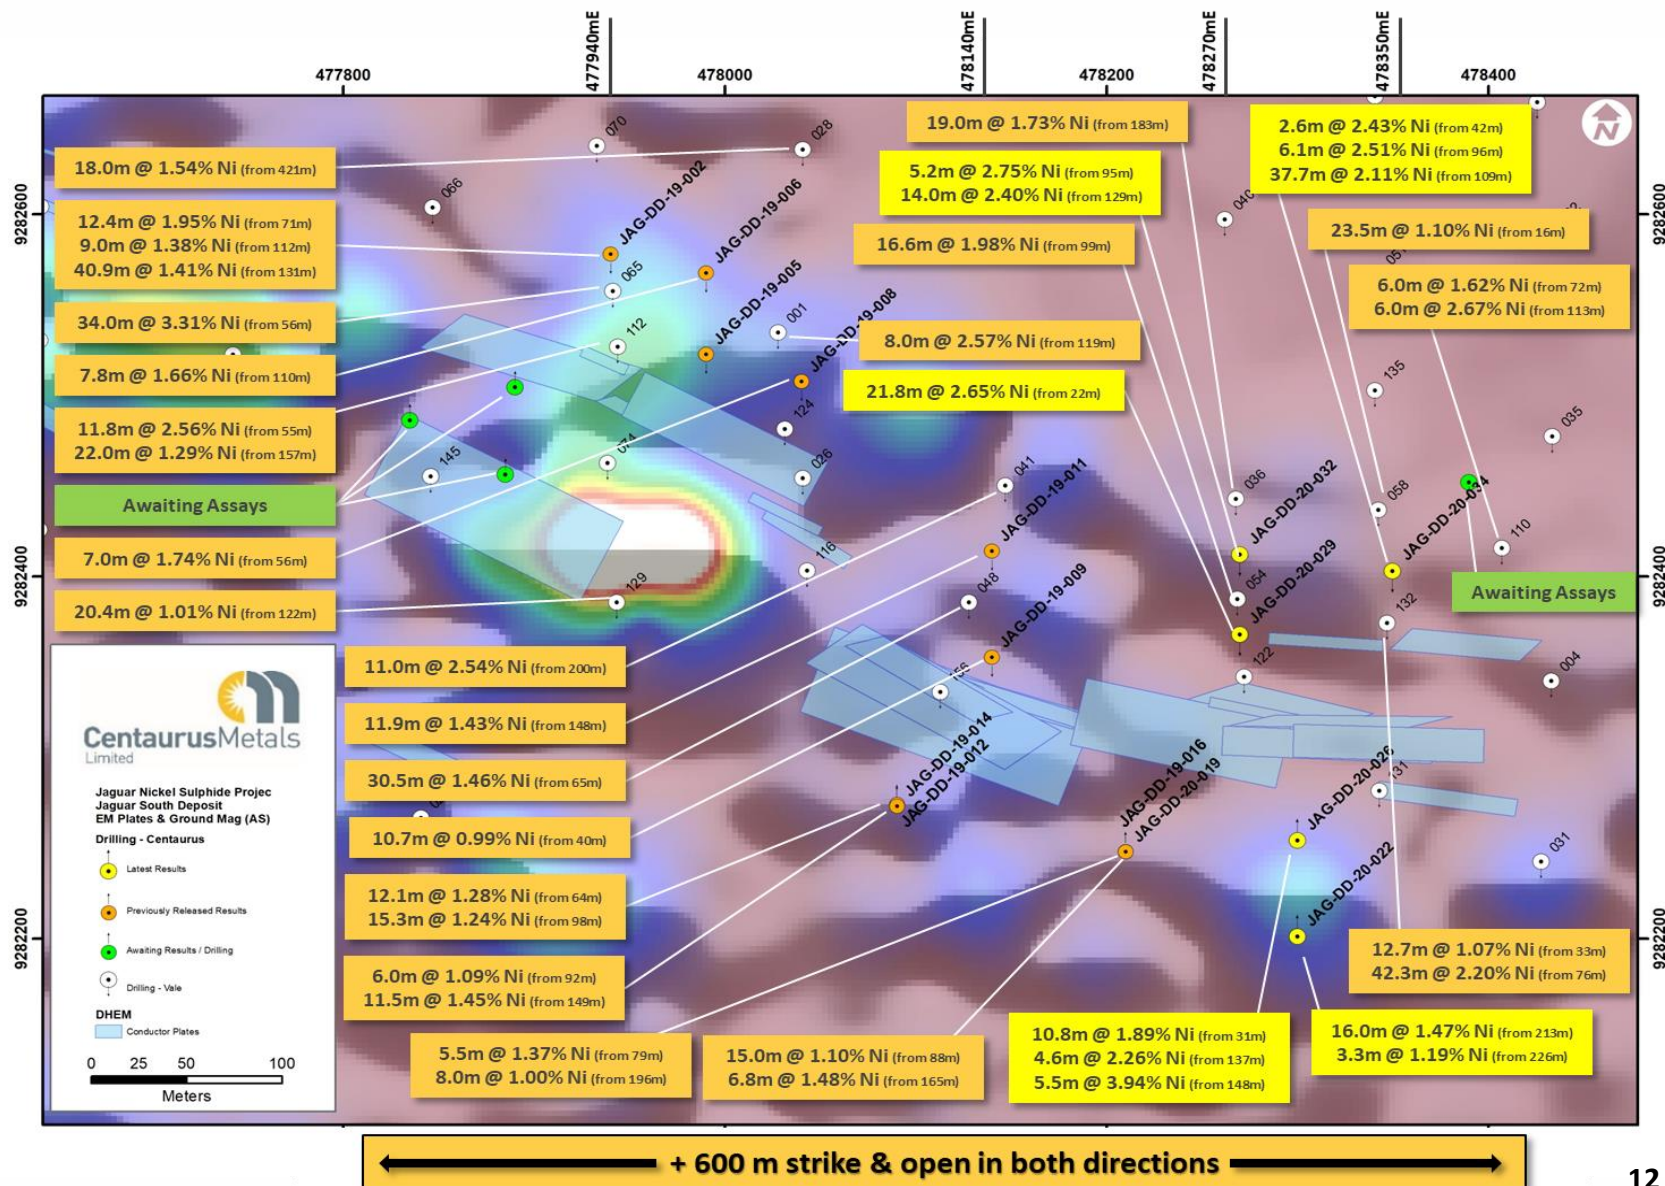 477940mE
478140mE
478270mE
478350mE
477800
478000
478200
478400
9282600
9282400
9282200
9282600
9282400
9282200
N
18.0m @ 1.54% Ni (from 421m)
12.4m @ 1.95% Ni (from 71m)
9.0m @ 1.38% Ni (from 112m)
40.9m @ 1.41% Ni (from 131m)
34.0m @ 3.31% Ni (from 56m)
7.8m @ 1.66% Ni (from 110m)
11.8m @ 2.56% Ni (from 55m)
22.0m @ 1.29% Ni (from 157m)
Awaiting Assays
7.0m @ 1.74% Ni (from 56m)
20.4m @ 1.01% Ni (from 122m)
19.0m @ 1.73% Ni (from 183m)
5.2m @ 2.75% Ni (from 95m)
14.0m @ 2.40% Ni (from 129m)
16.6m @ 1.98% Ni (from 99m)
8.0m @ 2.57% Ni (from 119m)
21.8m @ 2.65% Ni (from 22m)
2.6m @ 2.43% Ni (from 42m)
6.1m @ 2.51% Ni (from 96m)
37.7m @ 2.11% Ni (from 109m)
23.5m @ 1.10% Ni (from 16m)
6.0m @ 1.62% Ni (from 72m)
6.0m @ 2.67% Ni (from 113m)
070
028
066
JAG-DD-19-002
JAG-DD-19-006
065
JAG-DD-19-005
112
001
JAG-DD-19-008
124
145
074
026
116
129
041
JAG-DD-19-011
048
JAG-DD-19-009
156
JAG-DD-19-014
JAG-DD-19-012
JAG-DD-19-016
JAG-DD-20-019
040
135
035
036
JAG-DD-20-032
058
JAG-DD-20-034
110
054
JAG-DD-20-029
132
122
004
JAG-DD-20-026
131
031
JAG-DD-20-022
Awaiting Assays
11.0m @ 2.54% Ni (from 200m)
11.9m @ 1.43% Ni (from 148m)
30.5m @ 1.46% Ni (from 65m)
10.7m @ 0.99% Ni (from 40m)
12.1m @ 1.28% Ni (from 64m)
15.3m @ 1.24% Ni (from 98m)
6.0m @ 1.09% Ni (from 92m)
11.5m @ 1.45% Ni (from 149m)
5.5m @ 1.37% Ni (from 79m)
8.0m @ 1.00% Ni (from 196m)
15.0m @ 1.10% Ni (from 88m)
6.8m @ 1.48% Ni (from 165m)
10.8m @ 1.89% Ni (from 31m)
4.6m @ 2.26% Ni (from 137m)
5.5m @ 3.94% Ni (from 148m)
12.7m @ 1.07% Ni (from 33m)
42.3m @ 2.20% Ni (from 76m)
16.0m @ 1.47% Ni (from 213m)
3.3m @ 1.19% Ni (from 226m)
CentaurusMetals
Limited
Jaguar Nickel Sulphide Projec
Jaguar South Deposit
EM Plates & Ground Mag (AS)
Drilling - Centaurus
Latest Results
Previously Released Results
Awaiting Results / Drilling
Drilling - Vale
DHEM
Conductor Plates
0 25 50 100
Meters
+ 600 m strike & open in both directions
12